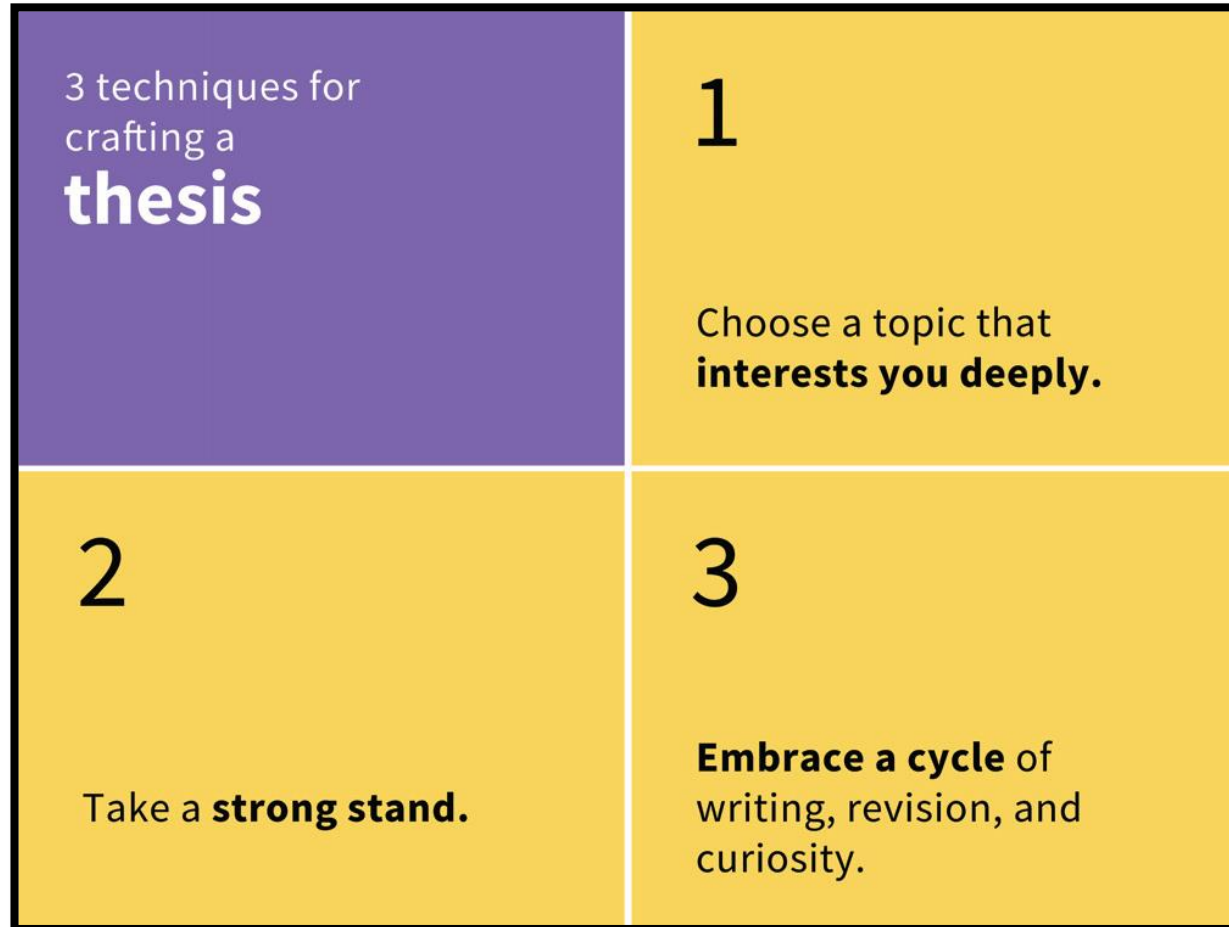 3 techniques for
crafting a
thesis
1
Choose a topic that
interests you deeply.
2
Take a strong stand.
3
Embrace a cycle of
writing, revision, and
curiosity.